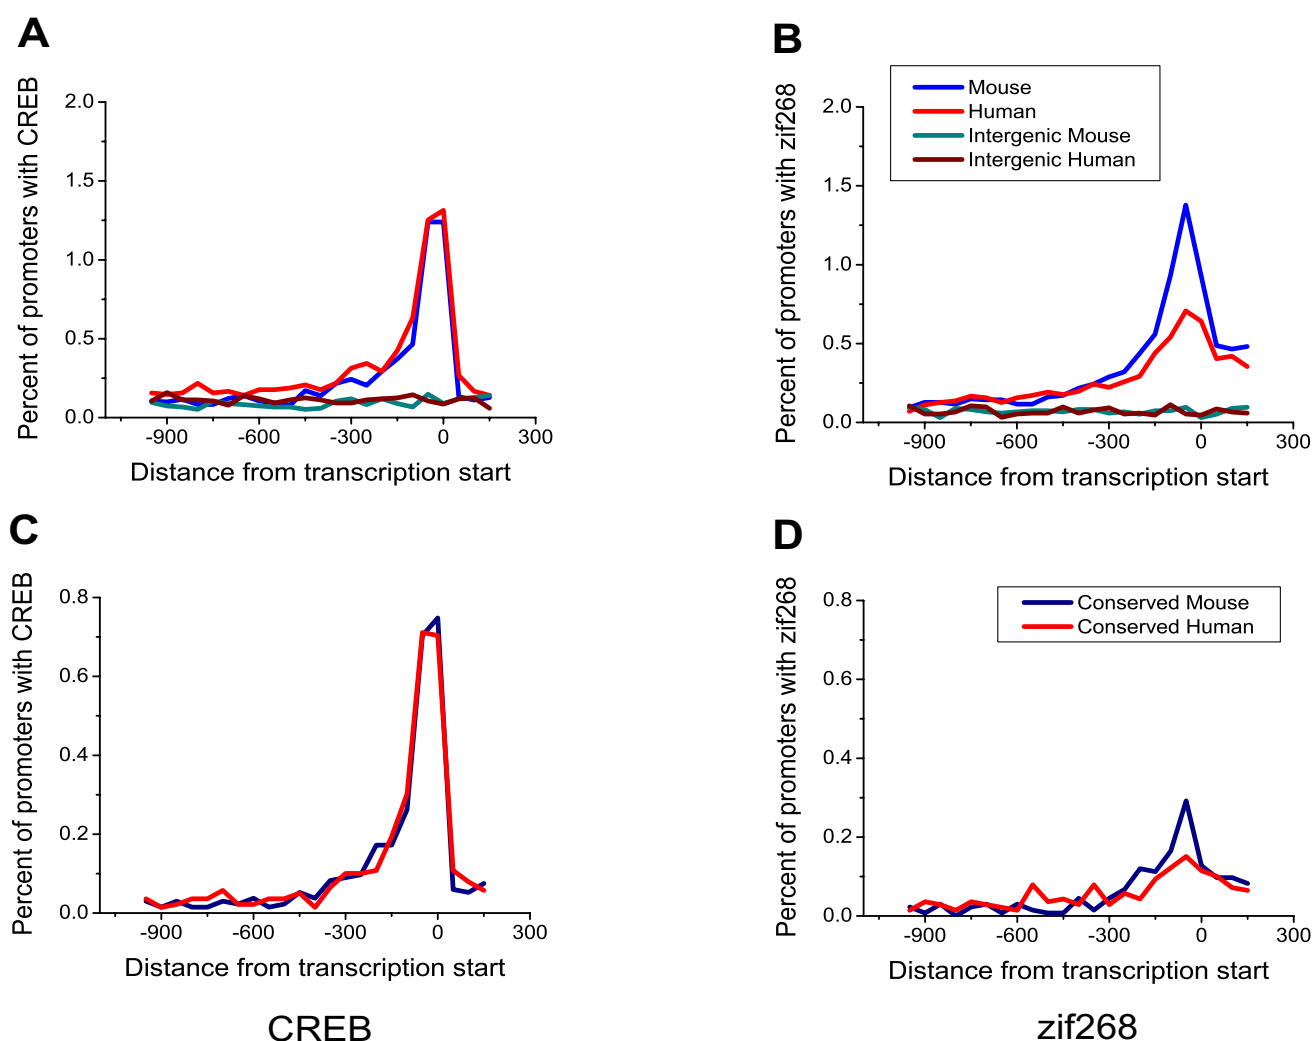 A
Percent of promoters with CREB
2.0
1.5
1.0
0.5
0.0
-900 -600 -300 0 300
Distance from transcription start
B
Percent of promoters with zif268
Mouse
Human
Intergenic Mouse
Intergenic Human
2.0
1.5
1.0
0.5
0.0
-900 -600 -300 0 300
Distance from transcription start
C
Percent of promoters with CREB
0.8
0.6
0.4
0.2
0.0
-900 -600 -300 0 300
Distance from transcription start
CREB
D
Percent of promoters with zif268
Conserved Mouse
Conserved Human
0.8
0.6
0.4
0.2
0.0
-900 -600 -300 0 300
Distance from transcription start
zif268